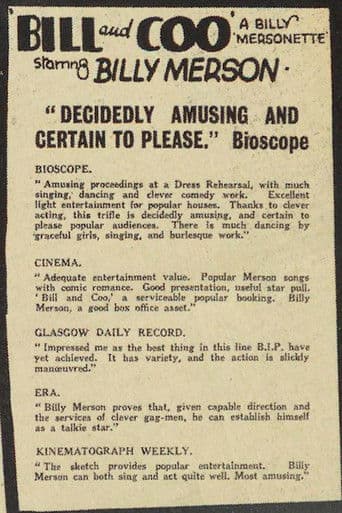 'BILL and COO' A BILLY
'MERSONETTE'
starring BILLY MERSON.
"DECIDEDLY AMUSING AND
CERTAIN TO PLEASE." Bioscope
BIOSCOPE.
"Amusing proceedings at a Dress Rehearsal, with much
singing, dancing and clever comedy work. Excellent
light entertainment for popular houses. Thanks to clever
acting, this trifle is decidedly amusing, and certain to
please popular audiences. There is much dancing by
graceful girls, singing, and burlesque work."
CINEMA.
"Adequate entertainment value. Popular Merson songs
with comic romance. Good presentation, useful star pull.
'Bill and Coo,' a serviceable popular booking. Billy
Merson, a good box office asset."
GLASGOW DAILY RECORD.
"Impressed me as the best thing in this line B.I.P. have
yet achieved. It has variety, and the action is slickly
manœuvred."
ERA.
"Billy Merson proves that, given capable direction and
the services of clever gag-men, he can establish himself
as a talkie star."
KINEMATOGRAPH WEEKLY.
"The sketch provides popular entertainment. Billy
Merson can both sing and act quite well. Most amusing."